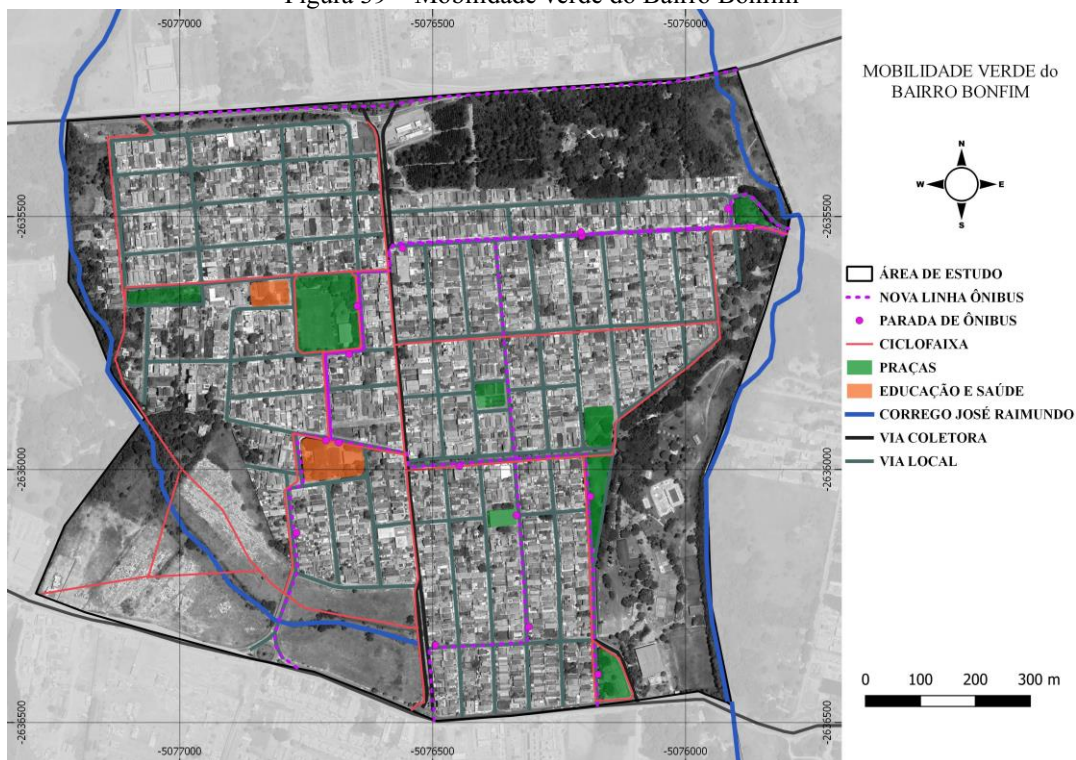 Figura 39 – Mobilidade verde do Bairro Bonfim
-5077000
-5076500
-5076000
-2635500
-2635500
-2636000
-2636000
-2636500
-2636500
-5077000
-5076500
-5076000
MOBILIDADE VERDE do
BAIRRO BONFIM
N
W
E
S
ÁREA DE ESTUDO
NOVA LINHA ÔNIBUS
PARADA DE ÔNIBUS
CICLOFAIXA
PRAÇAS
EDUCAÇÃO E SAÚDE
CORREGO JOSÉ RAIMUNDO
VIA COLETORA
VIA LOCAL
0 100 200 300 m